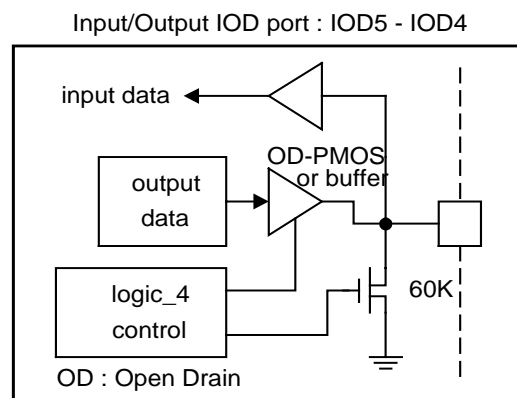 Input/Output IOD port : IOD5 - IOD4
input data
OD-PMOS
or buffer
output
data
logic_4
control
60K
OD : Open Drain